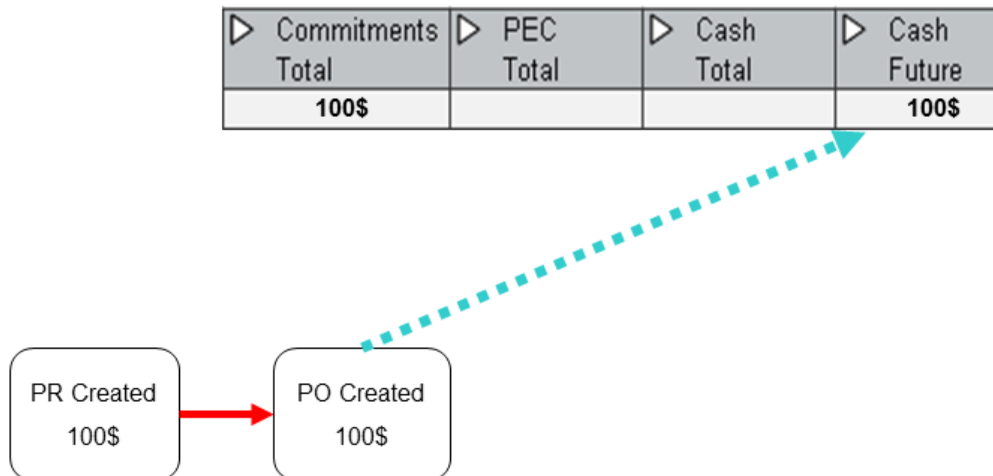 Commitments Total
PEC Total
Cash Total
Cash Future
100$
100$
PR Created
100$
PO Created
100$